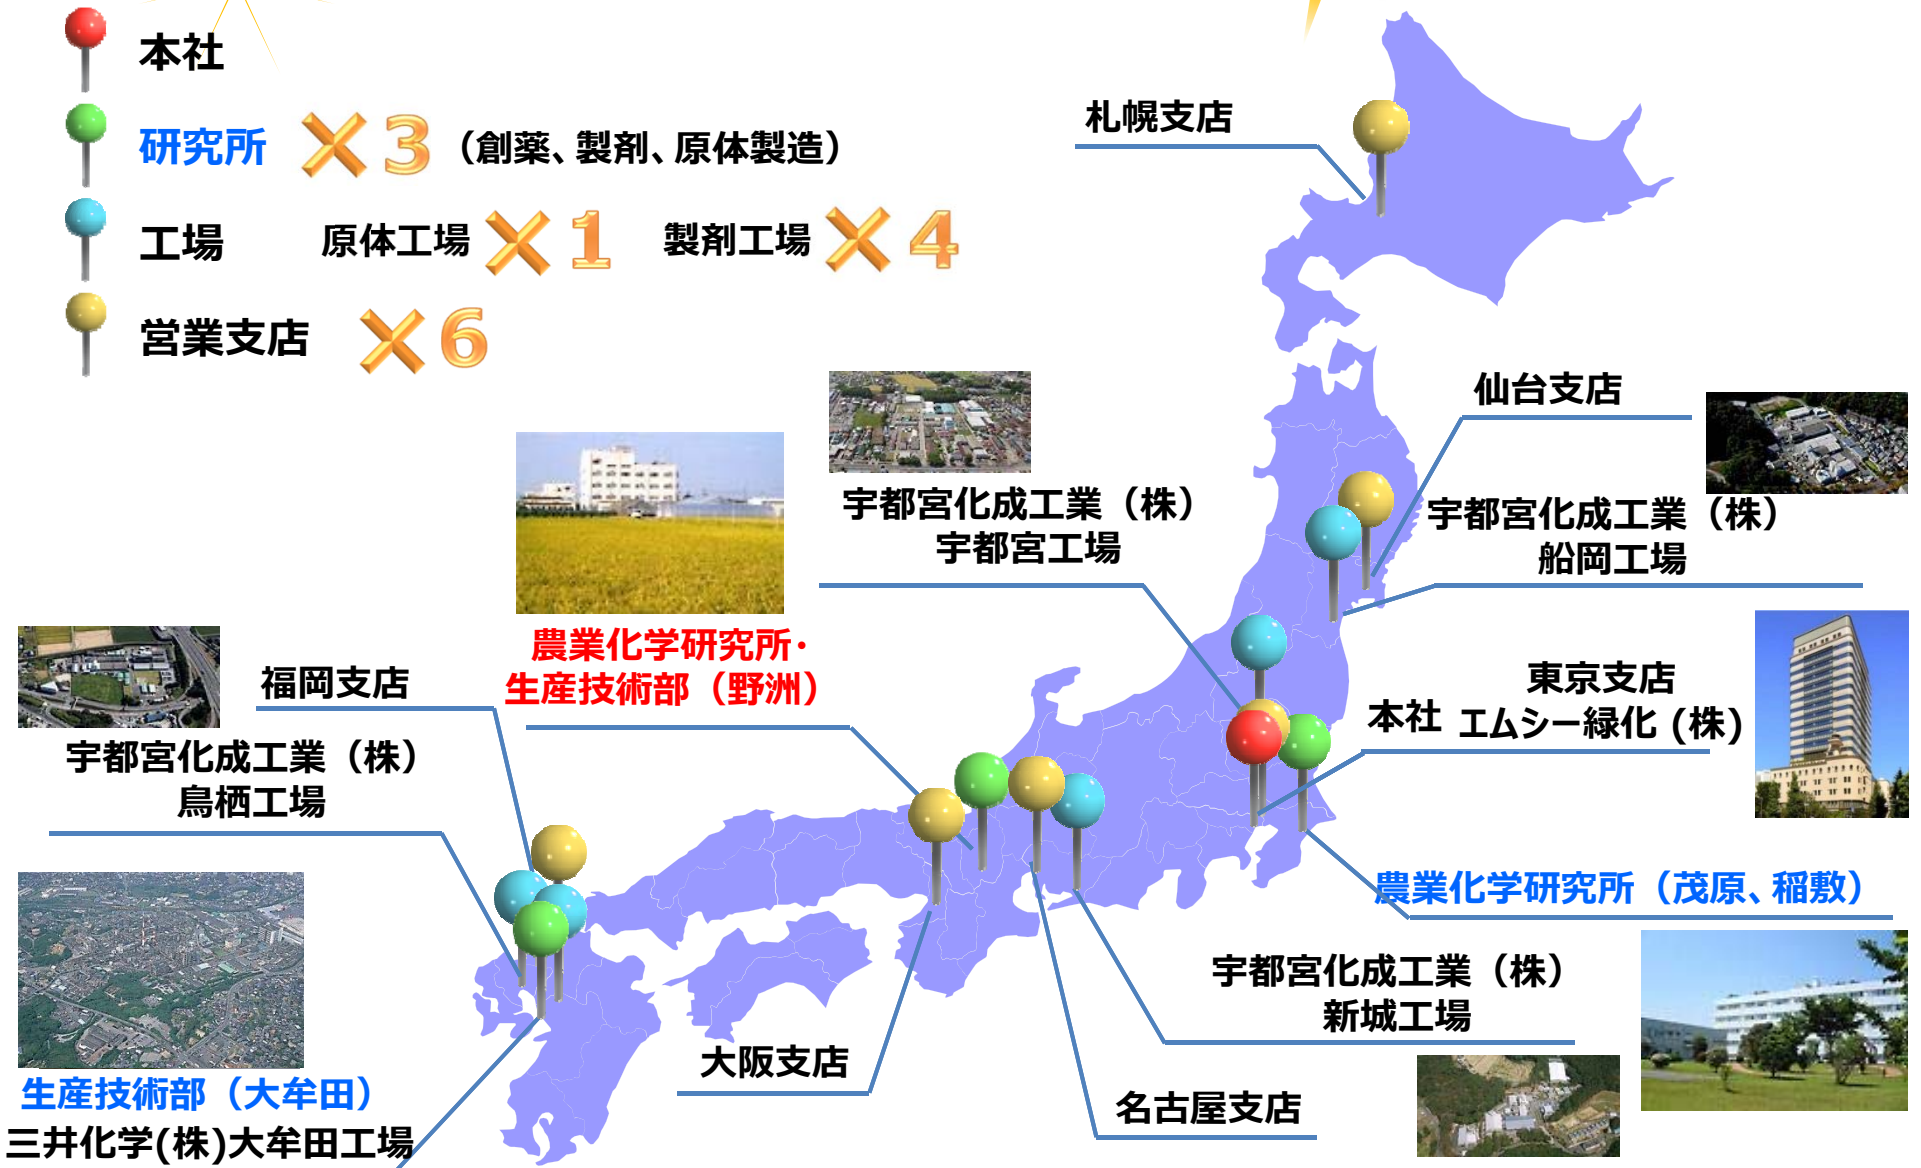 本社
研究所 ×3 （創薬、製剤、原体製造）
工場 原体工場 ×1 製剤工場 ×4
営業支店 ×6
札幌支店
仙台支店
宇都宮化成工業（株）
船岡工場
宇都宮化成工業（株）
宇都宮工場
農業化学研究所・
生産技術部（野洲）
福岡支店
宇都宮化成工業（株）
鳥栖工場
東京支店
本社 エムシー緑化 (株)
農業化学研究所（茂原、稲敷）
宇都宮化成工業（株）
新城工場
大阪支店
名古屋支店
生産技術部（大牟田）
三井化学(株)大牟田工場